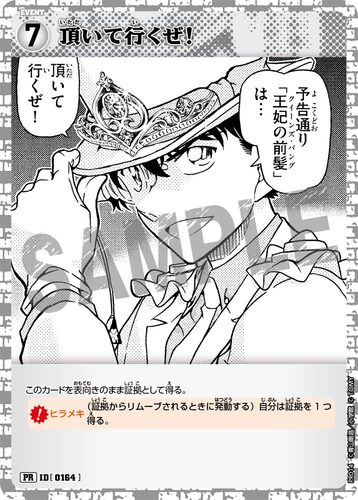 EVENT
7 頂いて行くぜ!
予告通り
「王妃の前髪」
は…
頂いて
行くぜ!
SAMPLE
このカードを表向きのまま証拠として得る。
ヒラメキ (証拠からリムーブされるときに発動する) 自分は証拠を1つ
得る。
PR ID[ 0164 ]